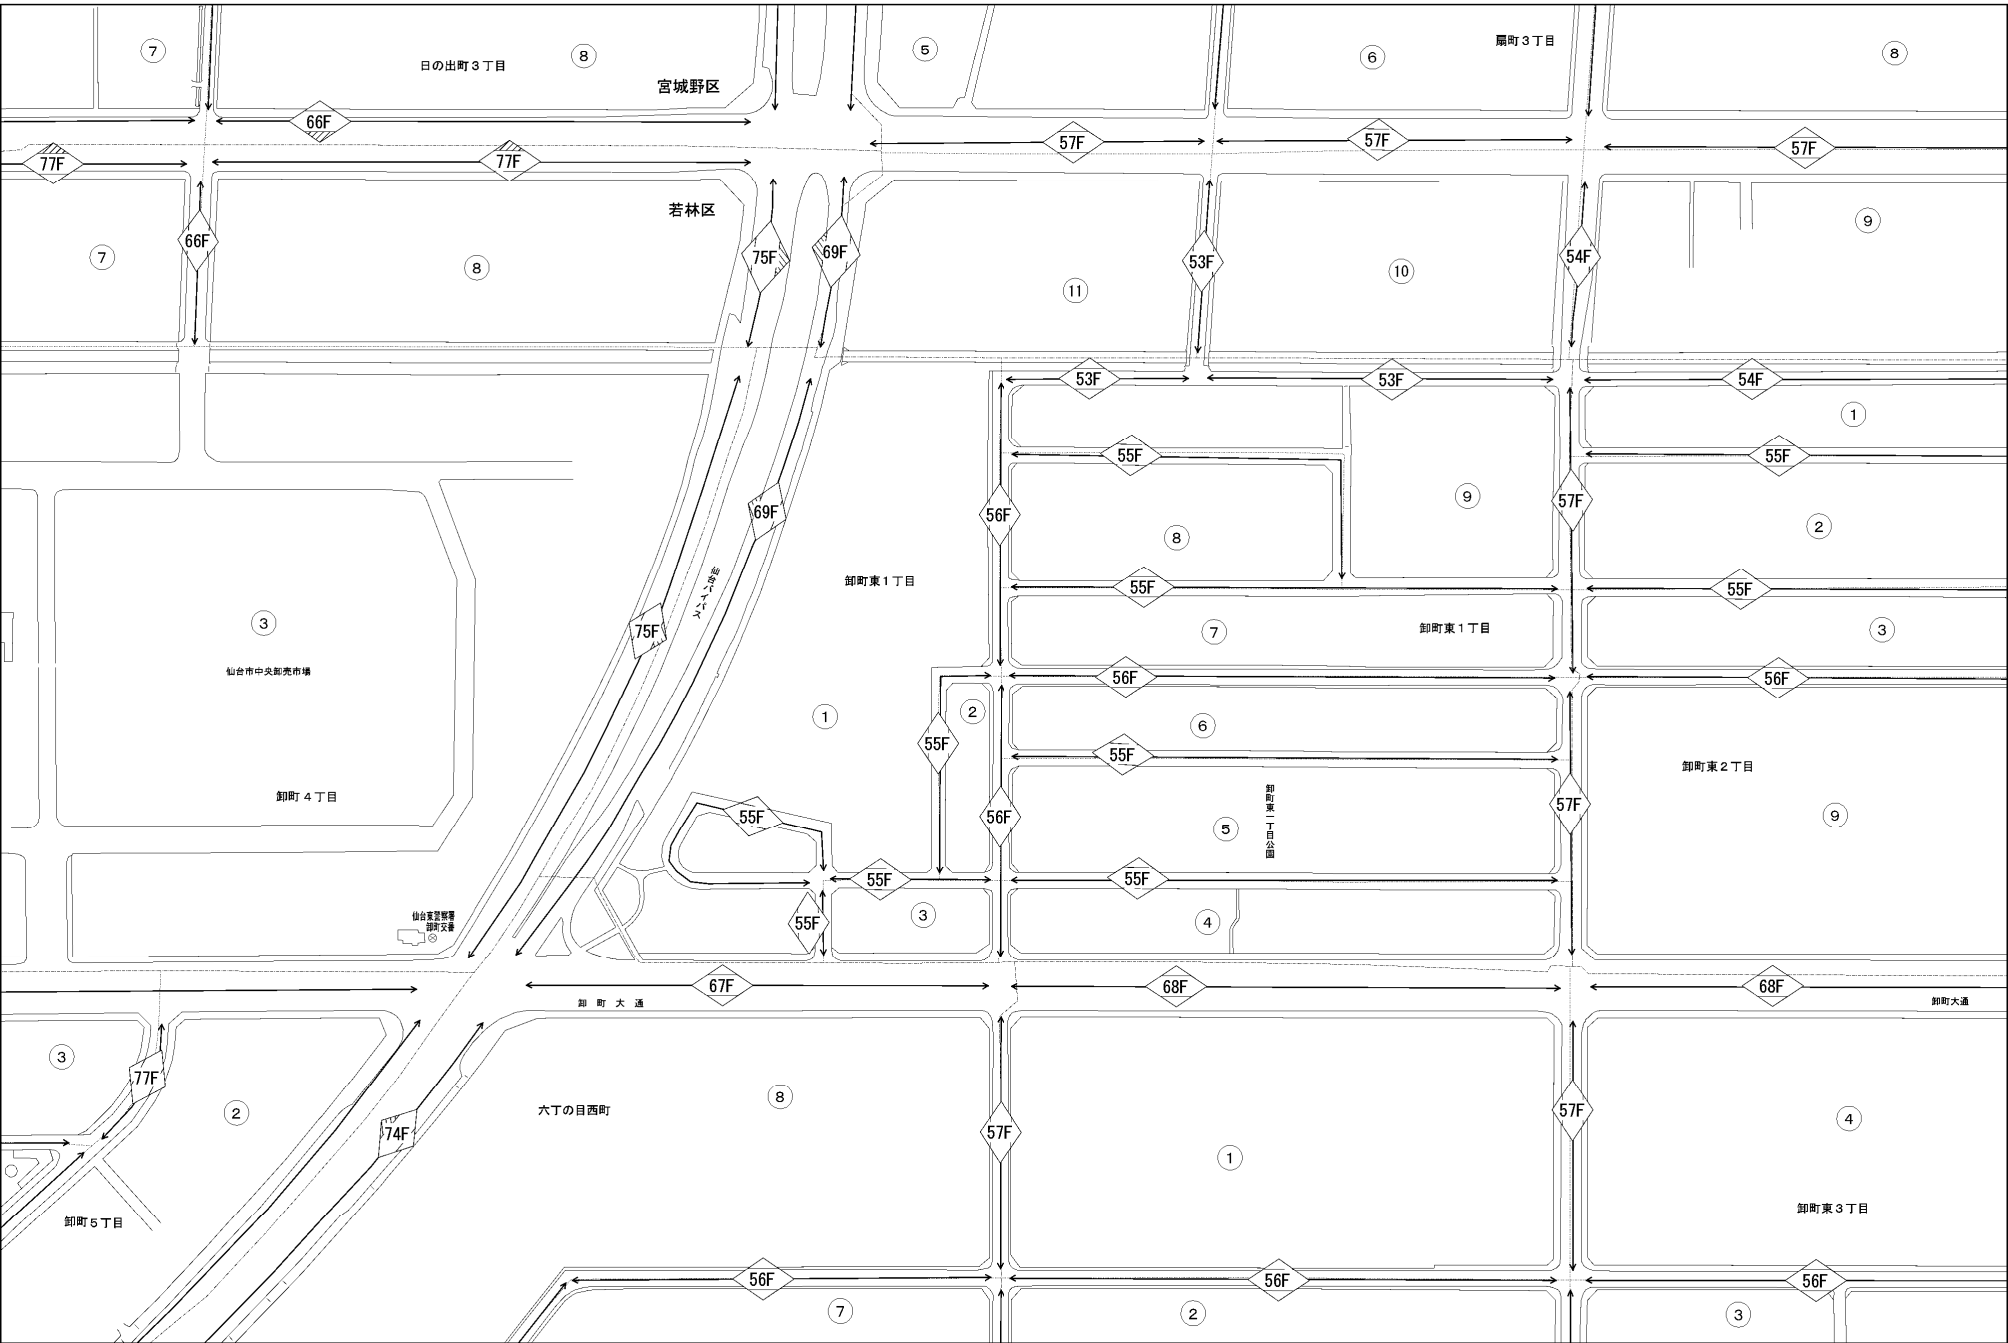 ⑦
日の出町3丁目
⑧
宮城野区
⑤
⑥
扇町3丁目
⑧
66F
77F
77F
57F
57F
57F
若林区
⑦
66F
⑧
75F
69F
⑪
53F
⑩
54F
⑨
53F
53F
54F
①
55F
55F
69F
56F
⑨
57F
②
⑧
仙台バイパス
卸町東1丁目
55F
55F
③
仙台市中央卸売市場
75F
⑦
卸町東1丁目
③
56F
56F
①
②
⑥
55F
55F
卸町東2丁目
卸町4丁目
55F
56F
卸町東一丁目公園
⑤
57F
⑨
55F
55F
仙台東警察署
卸町交番
55F
③
④
67F
68F
68F
卸町大通
卸町大通
③
77F
②
74F
六丁の目西町
⑧
57F
①
57F
④
卸町5丁目
卸町東3丁目
56F
56F
56F
⑦
②
③